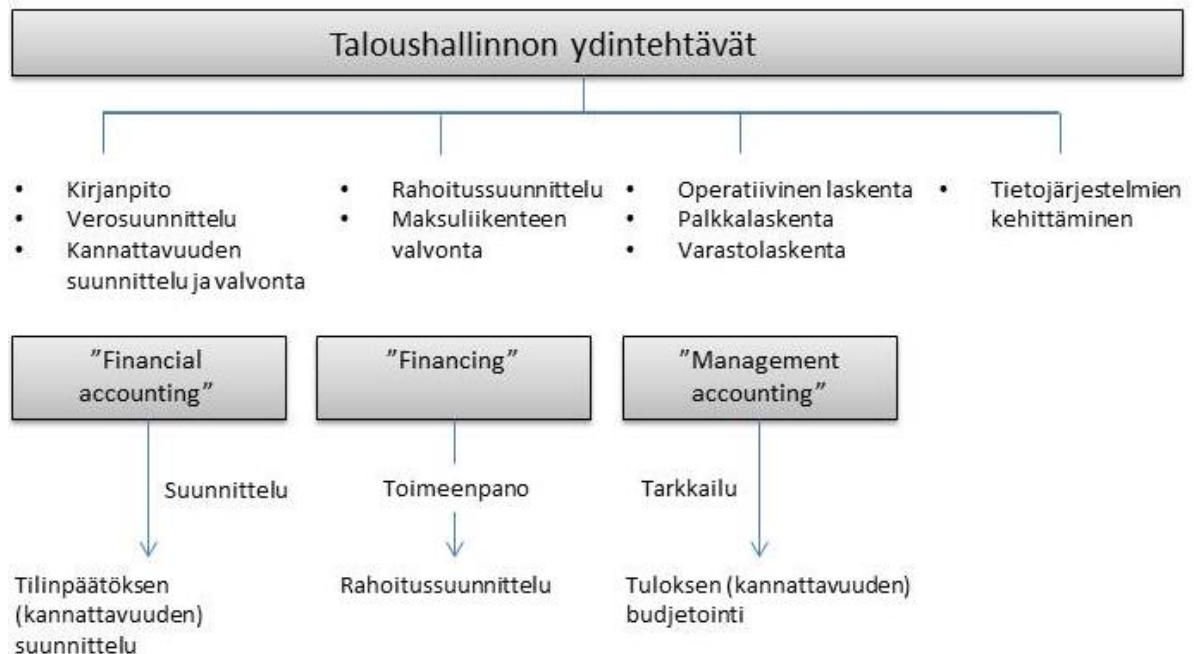 Taloushallinnon ydintehtävät
• Kirjanpito
• Verosuunnittelu
• Kannattavuuden
suunnittelu ja valvonta
• Rahoitussuunnittelu
• Maksuliikenteen
valvonta
• Operatiivinen laskenta
• Palkkalaskenta
• Varastolaskenta
• Tietojärjestelmien
kehittäminen
”Financial
accounting”
”Financing”
”Management
accounting”
Suunnittelu
Toimeenpano
Tarkkailu
Tilinpäätöksen
(kannattavuuden)
suunnittelu
Rahoitussuunnittelu
Tuloksen (kannattavuuden)
budjetointi